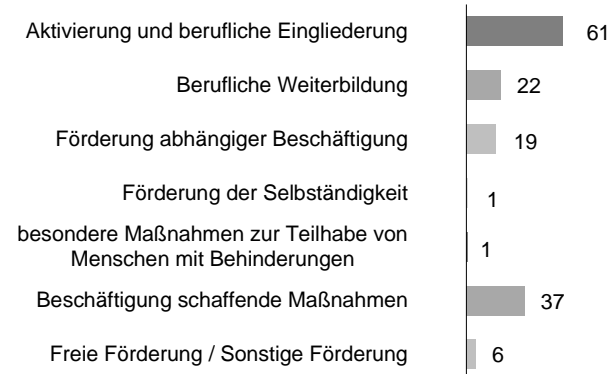 Aktivierung und berufliche Eingliederung 61
Berufliche Weiterbildung 22
Förderung abhängiger Beschäftigung 19
Förderung der Selbständigkeit 1
besondere Maßnahmen zur Teilhabe von
Menschen mit Behinderungen 1
Beschäftigung schaffende Maßnahmen 37
Freie Förderung / Sonstige Förderung 6